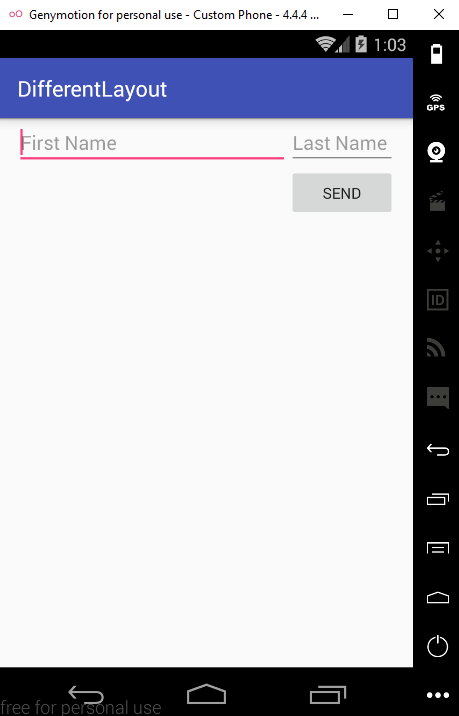 Genymotion for personal use - Custom Phone - 4.4.4 ...
1:03
DifferentLayout
GPS
First Name
Last Name
SEND
ID
free for personal use